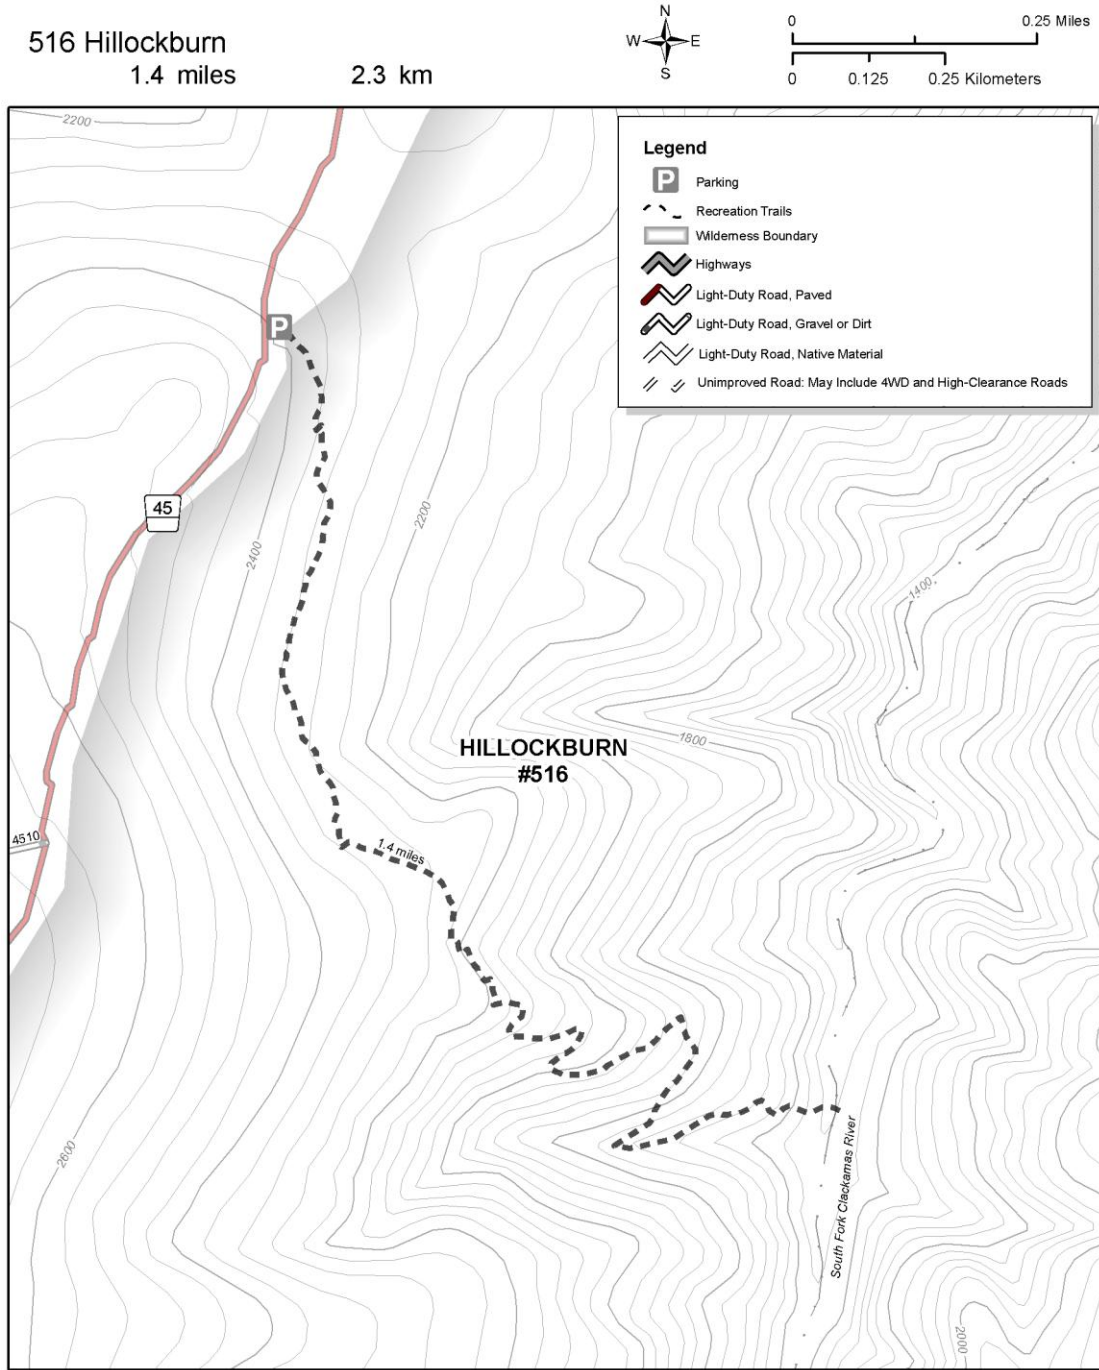 516 Hillockburn
1.4 miles 2.3 km
N
W E
S
0 0.25 Miles
0 0.125 0.25 Kilometers
Legend
P Parking
Recreation Trails
Wilderness Boundary
Highways
Light-Duty Road, Paved
Light-Duty Road, Gravel or Dirt
Light-Duty Road, Native Material
Unimproved Road: May Include 4WD and High-Clearance Roads
2200
P
45
2400
2200
1400
1800
HILLOCKBURN
#516
4510
1.4 miles
2600
South Fork Clackamas River
2000